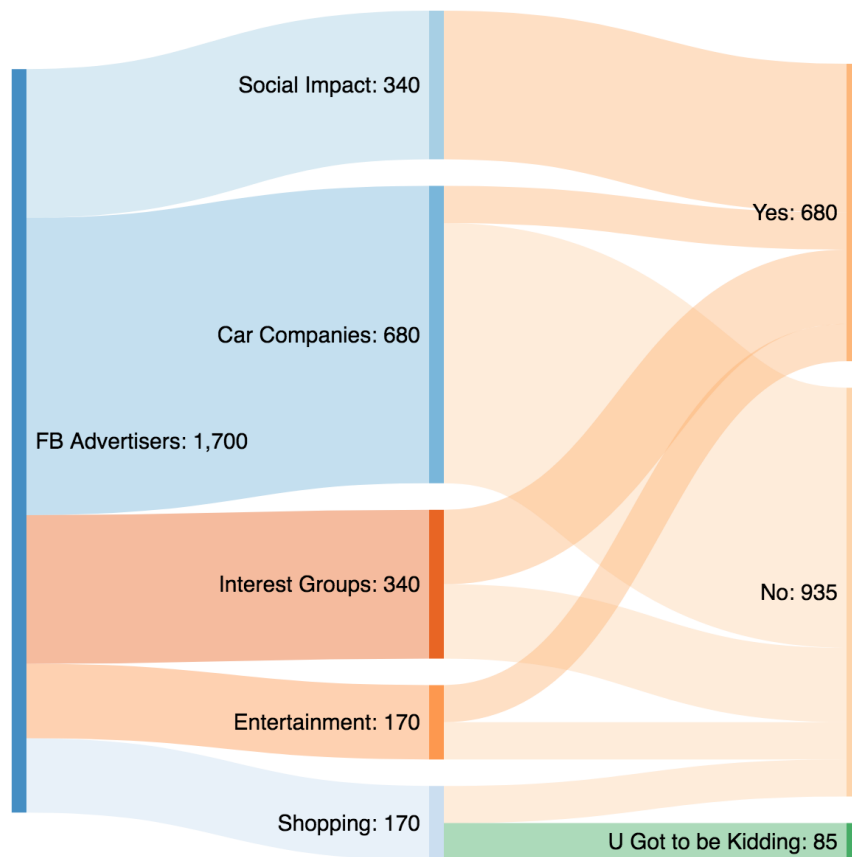 Social Impact: 340
Yes: 680
Car Companies: 680
FB Advertisers: 1,700
Interest Groups: 340
No: 935
Entertainment: 170
Shopping: 170
U Got to be Kidding: 85